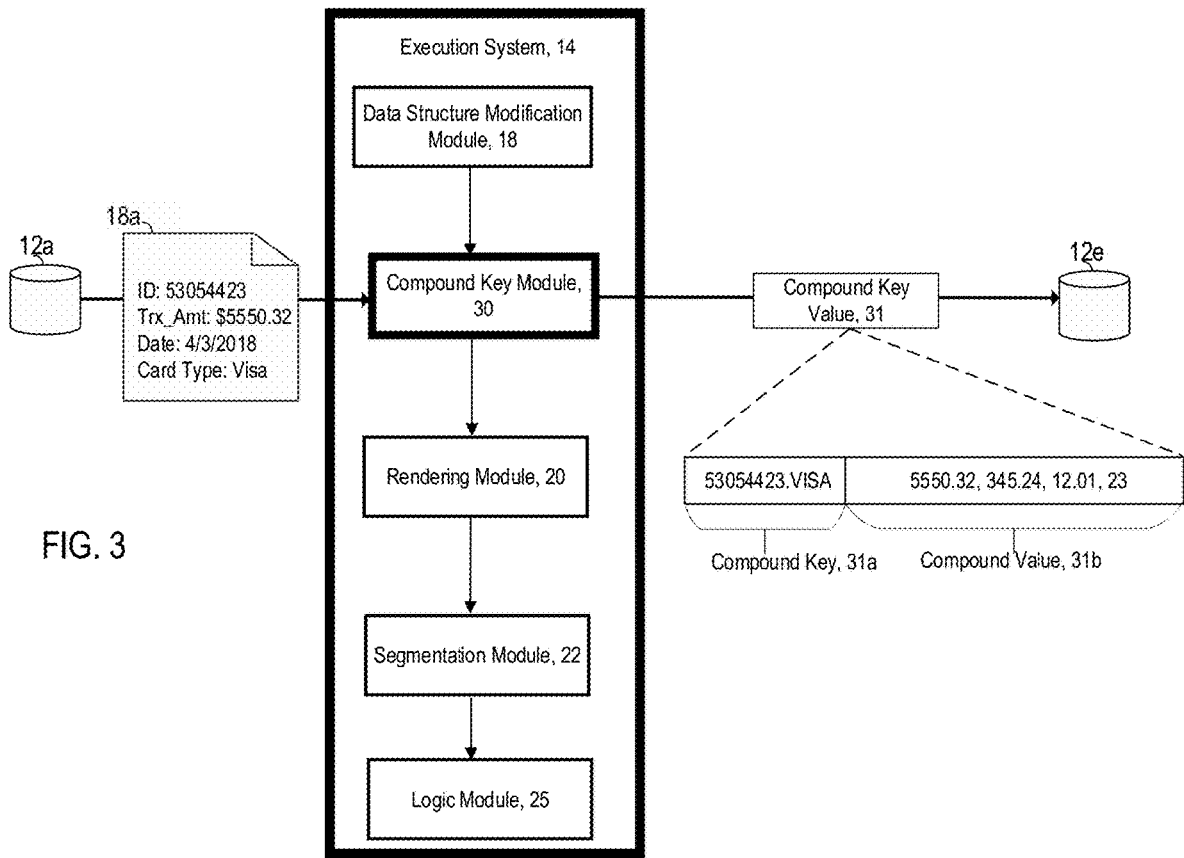 Execution System, 14
Data Structure Modification
Module, 18
18a
12a
ID: 53054423
Trx_Amt: $5550.32
Date: 4/3/2018
Card Type: Visa
Compound Key Module,
30
Compound Key
Value, 31
12e
Rendering Module, 20
53054423.VISA
5550.32, 345.24, 12.01, 23
Compound Key, 31a
Compound Value, 31b
FIG. 3
Segmentation Module, 22
Logic Module, 25